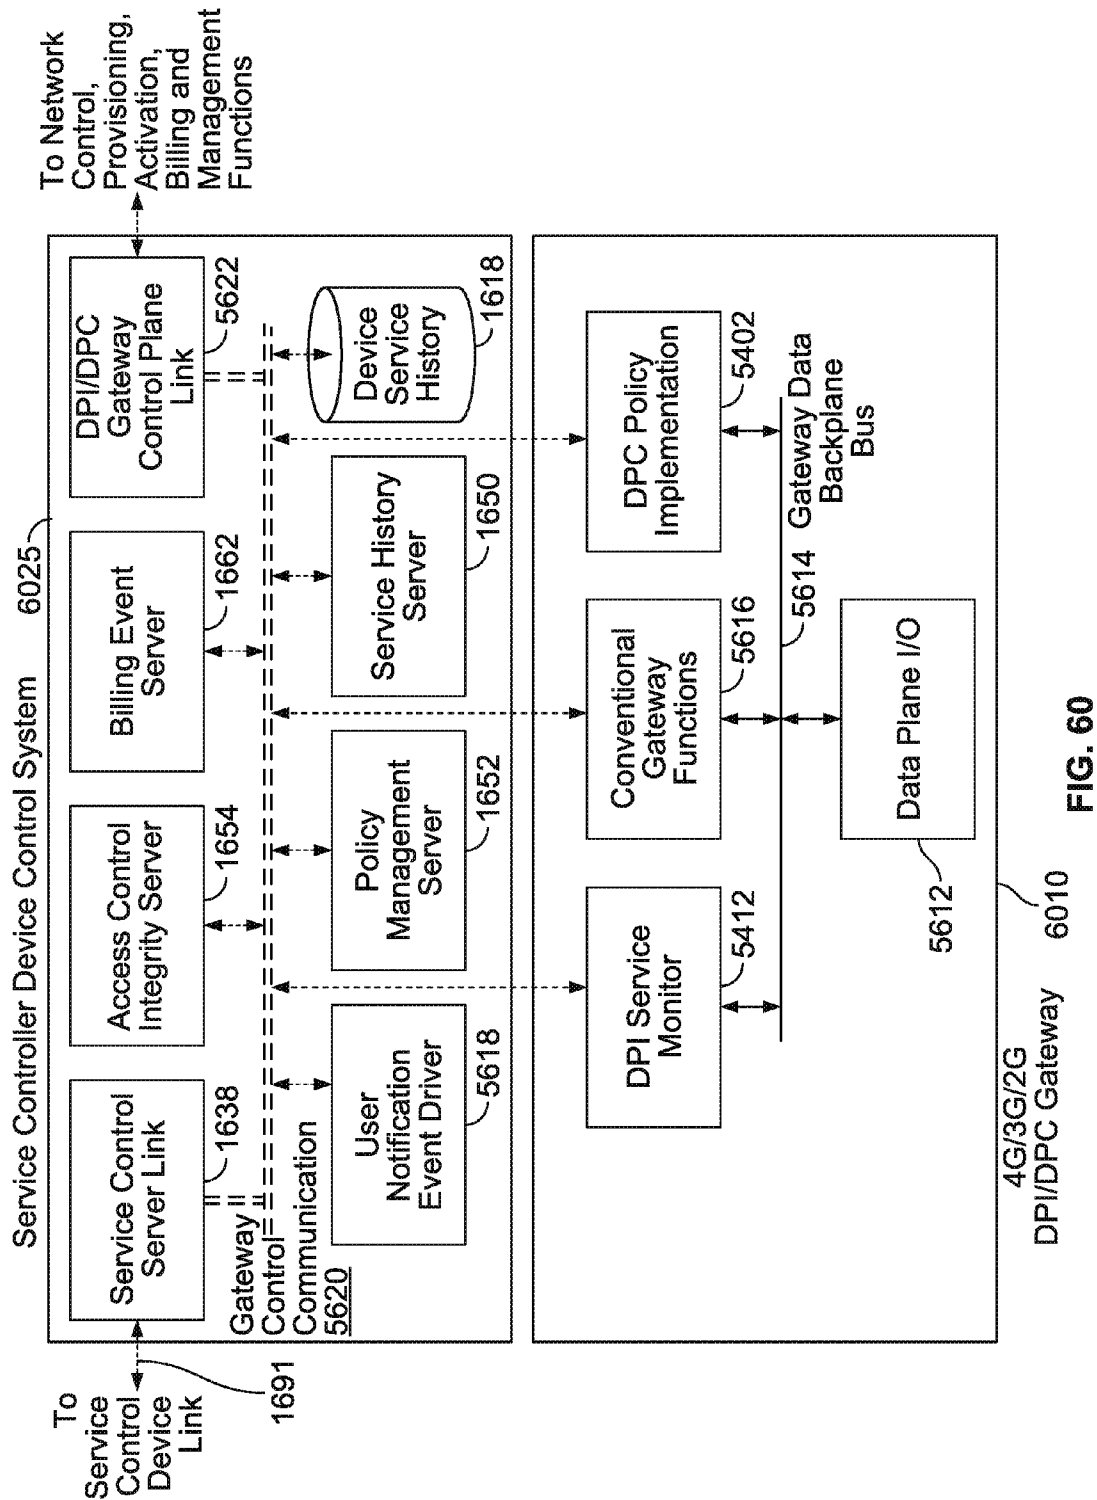 Service Controller Device Control System
6025
To
Service
Control
Device
Link
1691
Service Control
Server Link
1638
Access Control
Integrity Server
1654
Billing Event
Server
1662
DPI/DPC
Gateway
Control Plane
Link
5622
To Network
Control,
Provisioning,
Activation,
Billing and
Management
Functions
Gateway
Control
Communication
5620
User
Notification
Event Driver
5618
Policy
Management
Server
1652
Service History
Server
1650
Device
Service
History
1618
DPI Service
Monitor
5412
Conventional
Gateway
Functions
5616
DPC Policy
Implementation
5402
5614
Gateway Data
Backplane
Bus
Data Plane I/O
5612
4G/3G/2G
DPI/DPC Gateway
6010
FIG. 60